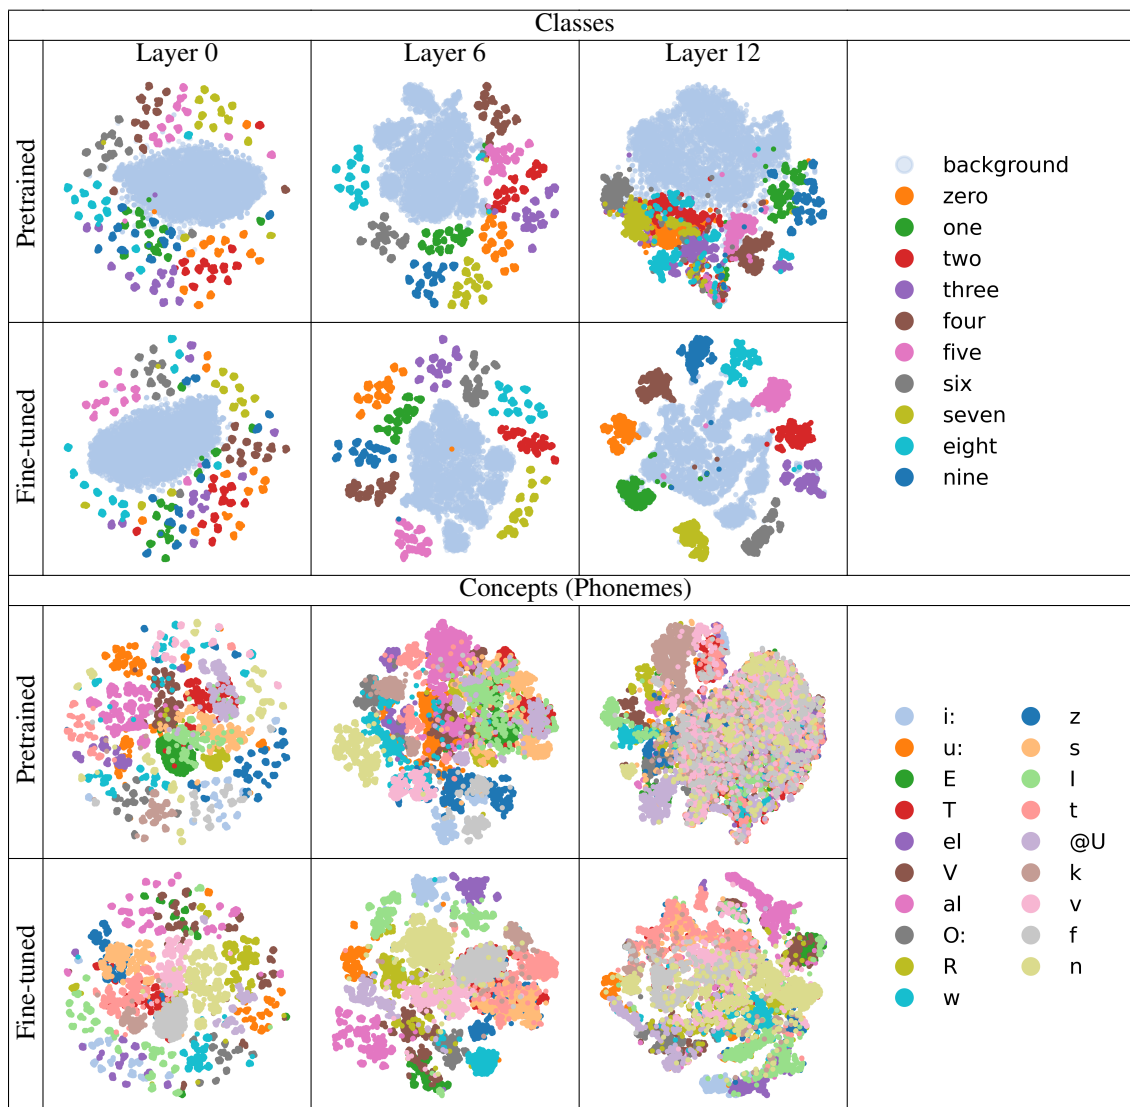 Classes
Layer 0
Layer 6
Layer 12
Pretrained
Fine-tuned
background
zero
one
two
three
four
five
six
seven
eight
nine
Concepts (Phonemes)
Pretrained
Fine-tuned
i:
u:
E
T
eI
V
aI
O:
R
w
z
s
I
t
@U
k
v
f
n